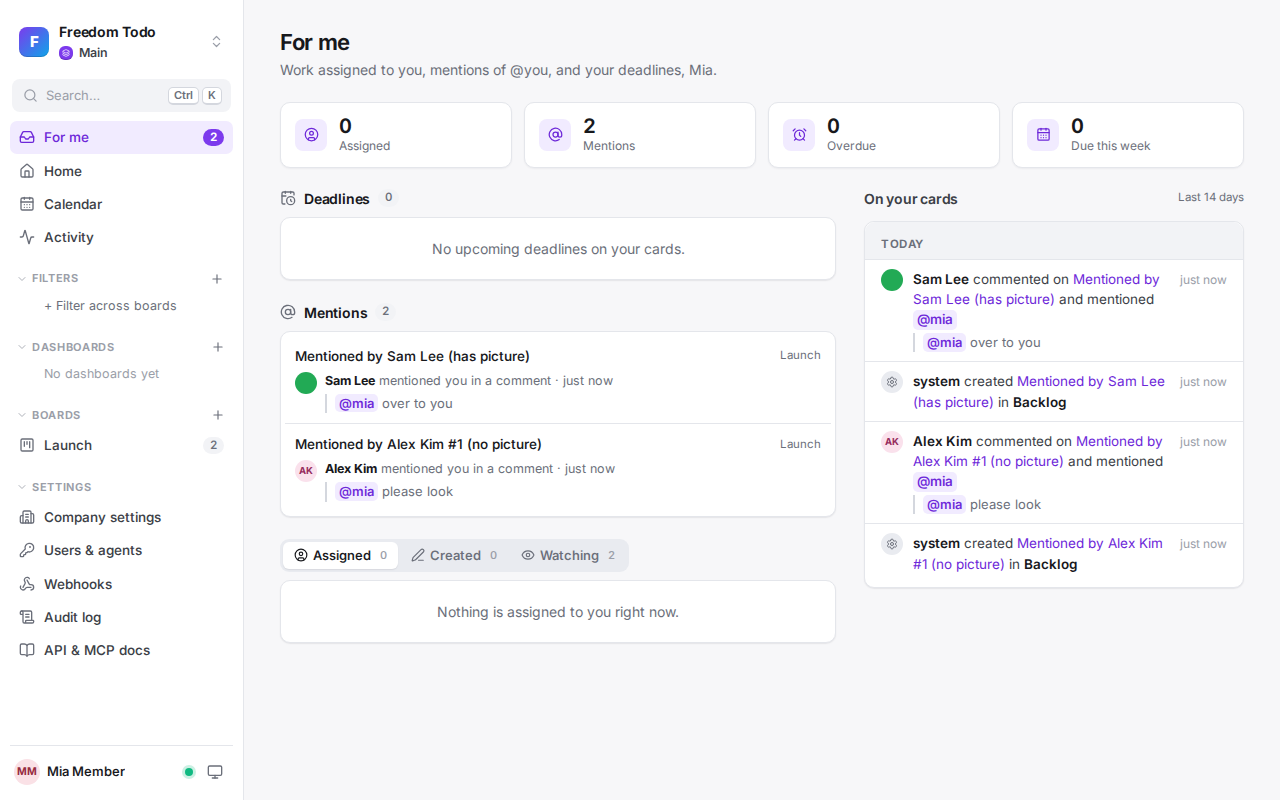 F
Freedom Todo
Main
Search...
Ctrl
K
For me
2
Home
Calendar
Activity
FILTERS
+ Filter across boards
DASHBOARDS
No dashboards yet
BOARDS
Launch
2
SETTINGS
Company settings
Users & agents
Webhooks
Audit log
API & MCP docs
MM
Mia Member
For me
Work assigned to you, mentions of @you, and your deadlines, Mia.
0
Assigned
2
Mentions
0
Overdue
0
Due this week
Deadlines 0
No upcoming deadlines on your cards.
Mentions 2
Mentioned by Sam Lee (has picture)
Launch
Sam Lee mentioned you in a comment · just now
@mia over to you
Mentioned by Alex Kim #1 (no picture)
Launch
AK
Alex Kim mentioned you in a comment · just now
@mia please look
Assigned 0
Created 0
Watching 2
Nothing is assigned to you right now.
On your cards
Last 14 days
TODAY
Sam Lee commented on Mentioned by
just now
Sam Lee (has picture) and mentioned
@mia
@mia over to you
system created Mentioned by Sam Lee
just now
(has picture) in Backlog
AK
Alex Kim commented on Mentioned by
just now
Alex Kim #1 (no picture) and mentioned
@mia
@mia please look
system created Mentioned by Alex Kim
just now
#1 (no picture) in Backlog